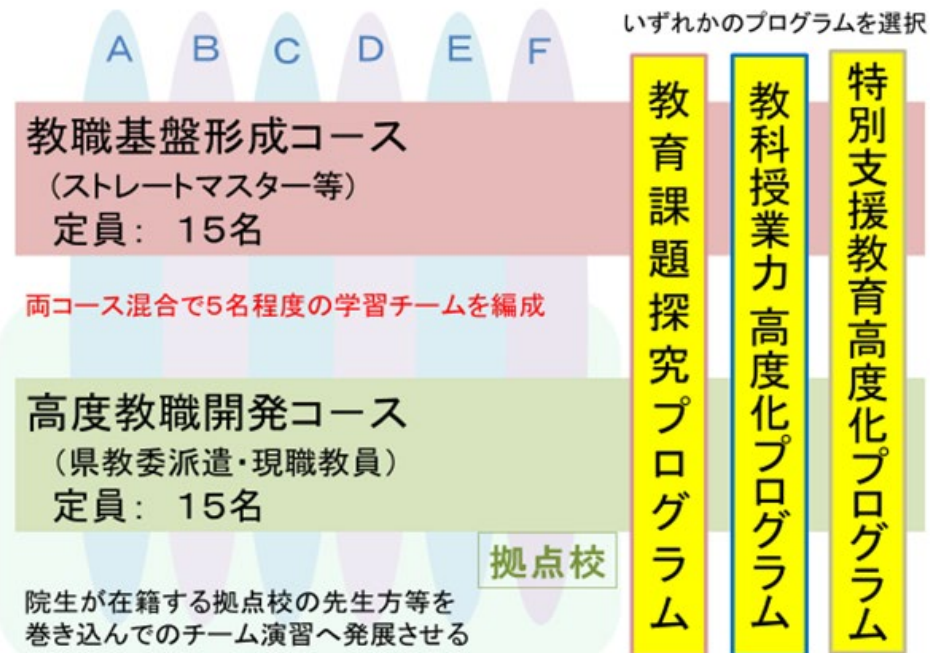 A B C D E F
いずれかのプログラムを選択
教職基盤形成コース
（ストレートマスター等）
定員： 15名
両コース混合で5名程度の学習チームを編成
高度教職開発コース
（県教委派遣・現職教員）
定員： 15名
拠点校
院生が在籍する拠点校の先生方等を
巻き込んでのチーム演習へ発展させる
教育課題探究プログラム
教科授業力高度化プログラム
特別支援教育高度化プログラム